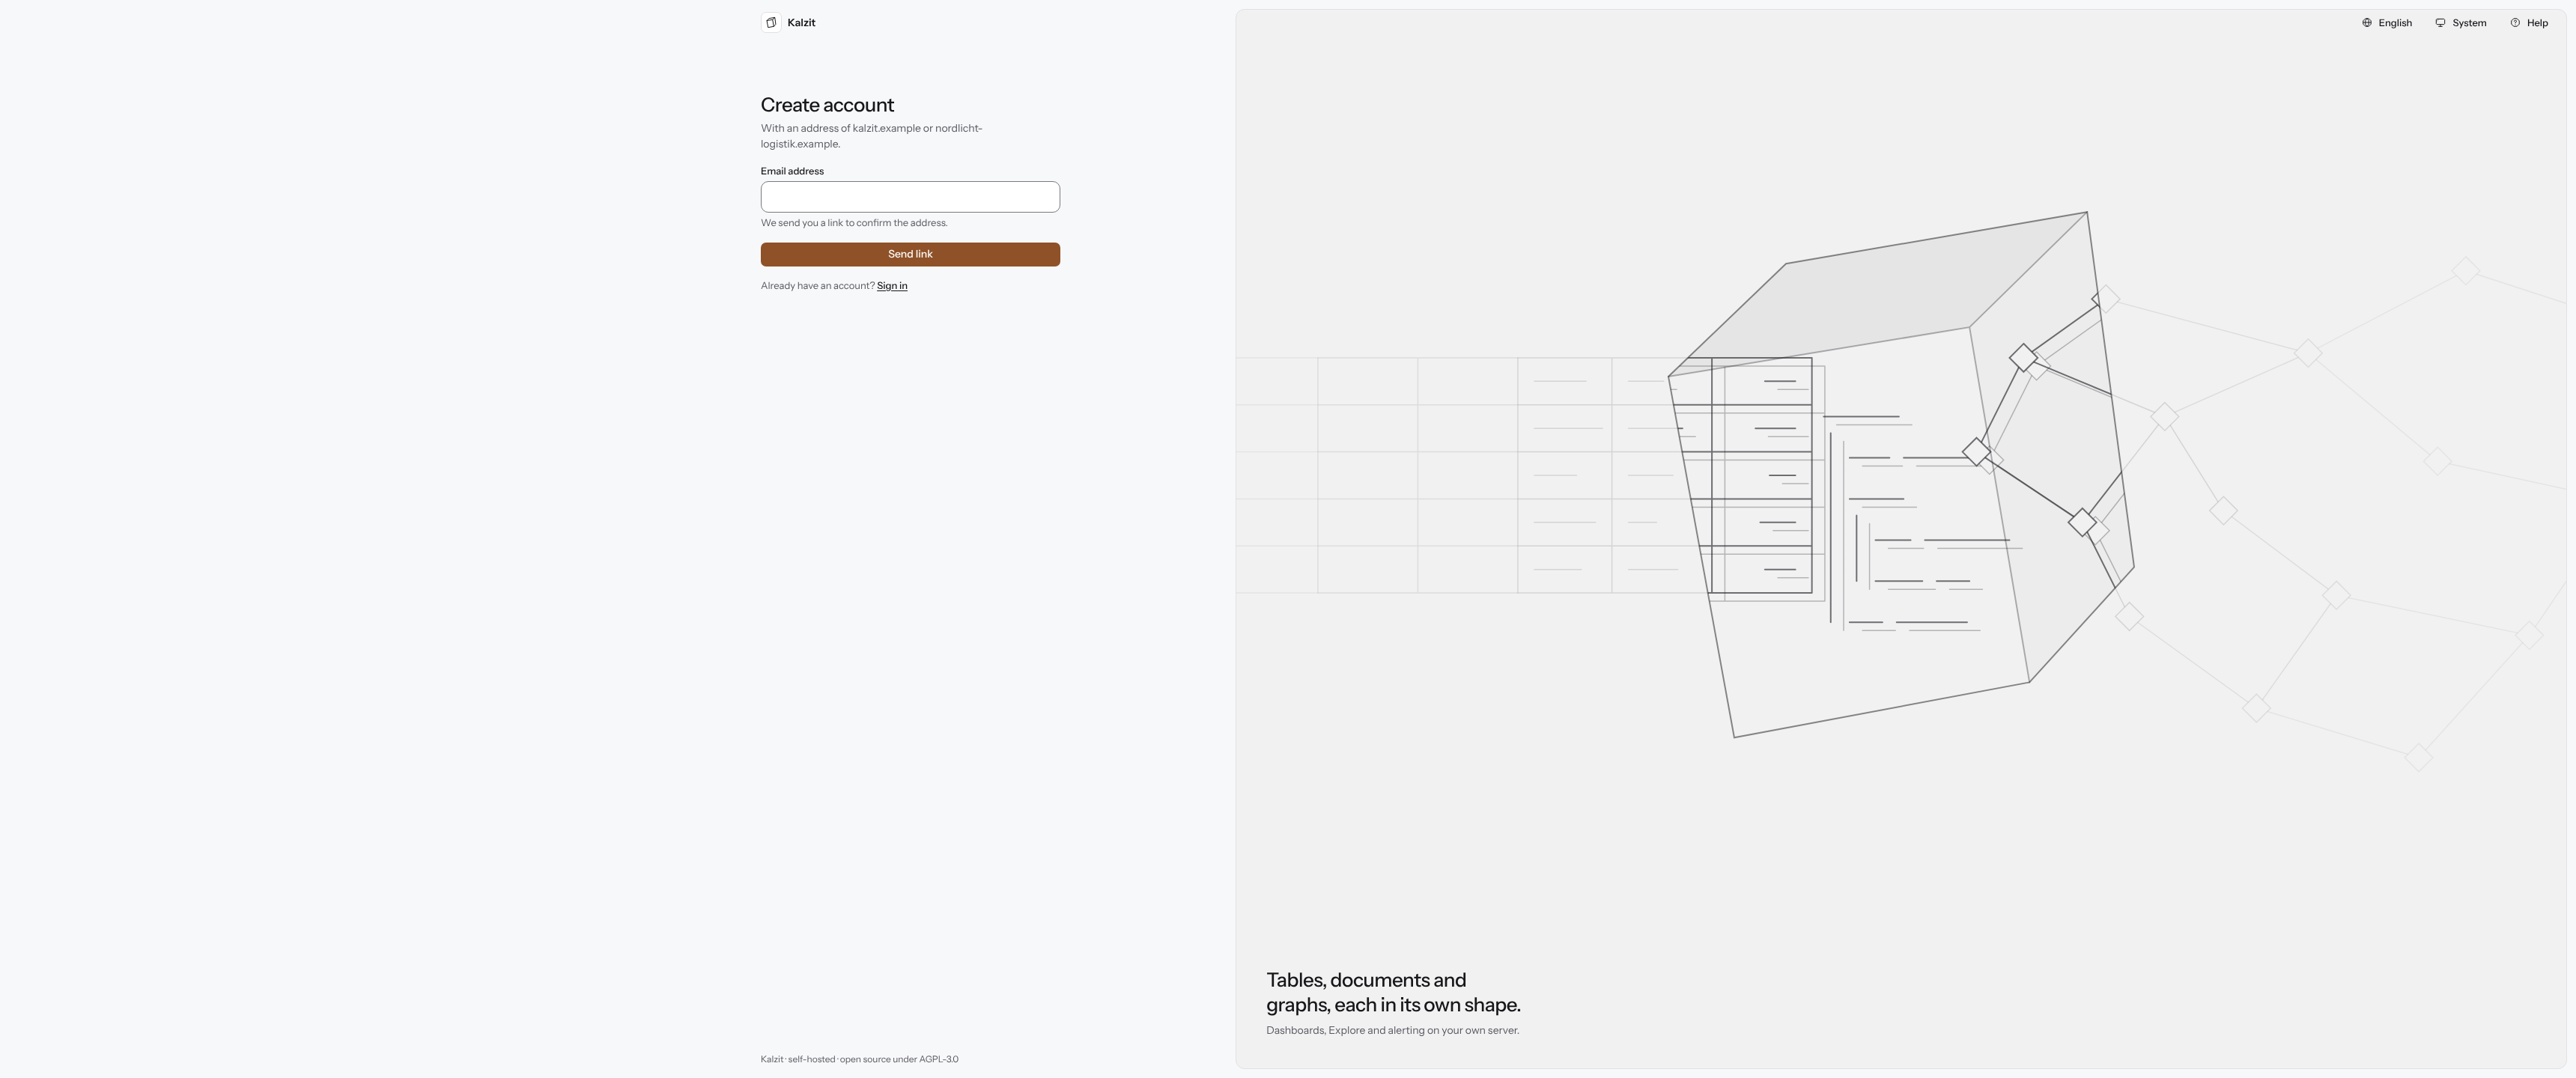 Kalzit
English
System
Help
Create account
With an address of kalzit.example or nordlicht-
logistik.example.
Email address
We send you a link to confirm the address.
Send link
Already have an account? Sign in
Tables, documents and
graphs, each in its own shape.
Dashboards, Explore and alerting on your own server.
Kalzit · self-hosted · open source under AGPL-3.0